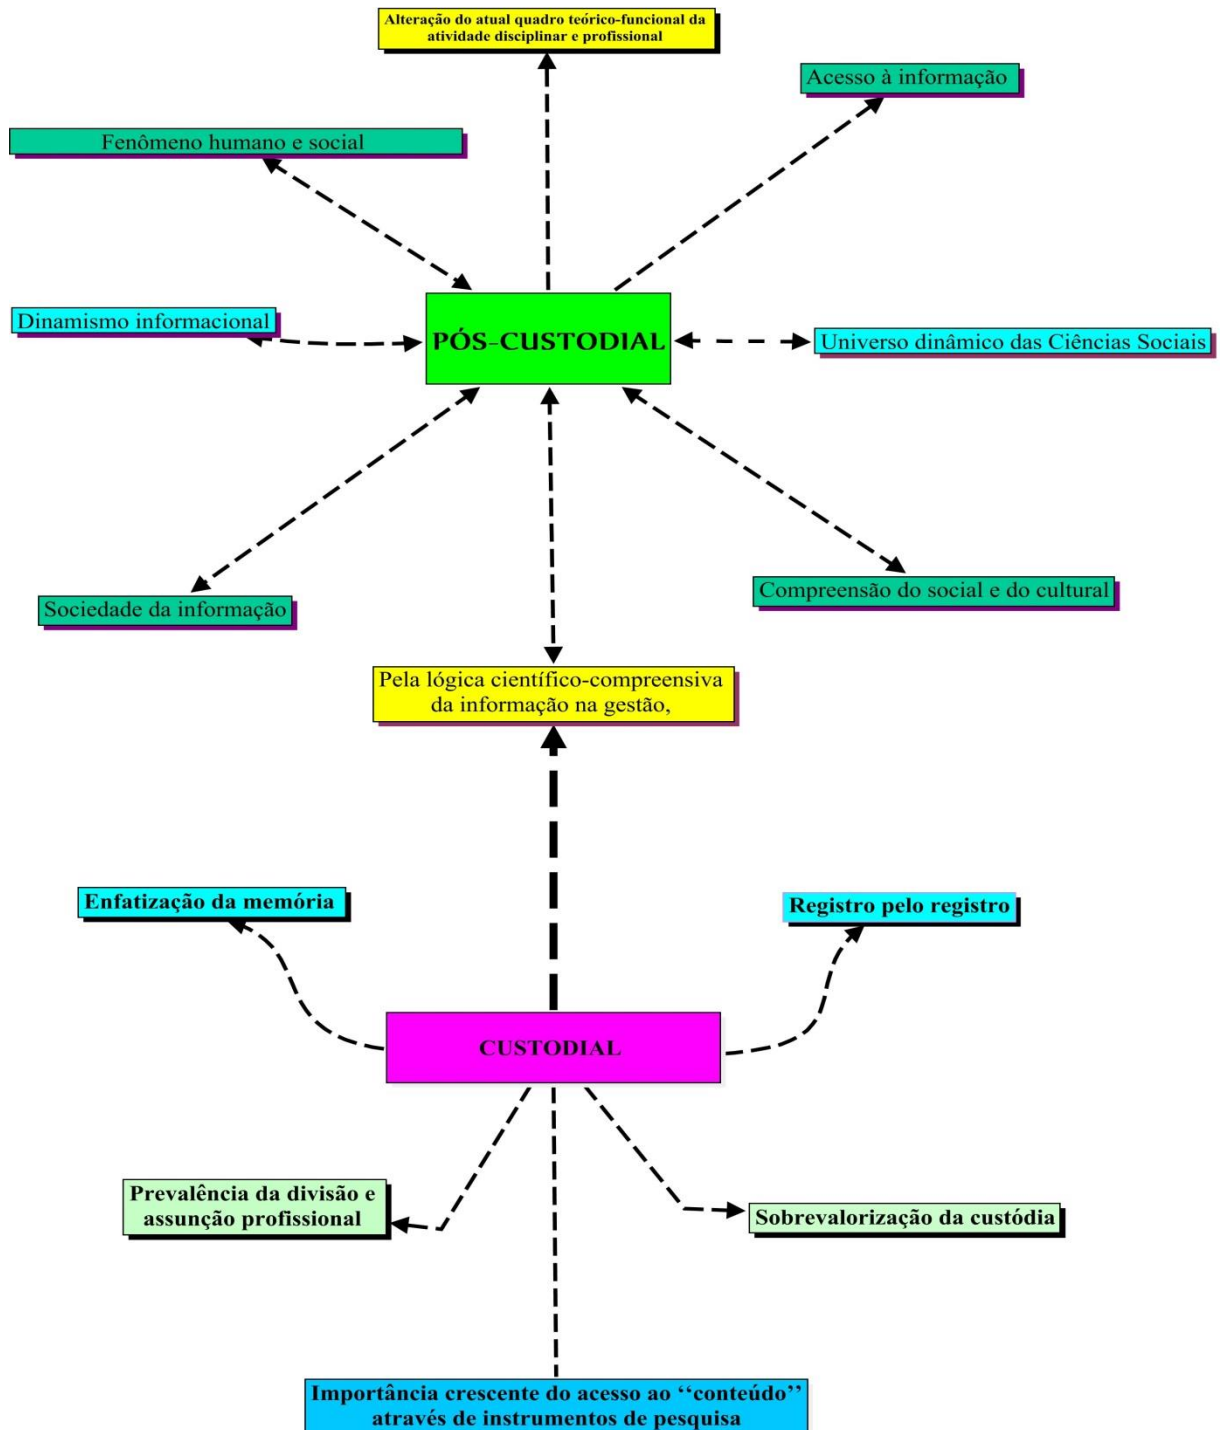 Alteração do atual quadro teórico-funcional da
atividade disciplinar e profissional
Acesso à informação
Fenômeno humano e social
Dinamismo informacional
PÓS-CUSTODIAL
Universo dinâmico das Ciências Sociais
Sociedade da informação
Compreensão do social e do cultural
Pela lógica científico-compreensiva
da informação na gestão,
Enfatização da memória
Registro pelo registro
CUSTODIAL
Prevalência da divisão e
assunção profissional
Sobrevalorização da custódia
Importância crescente do acesso ao ‘‘conteúdo’’
através de instrumentos de pesquisa